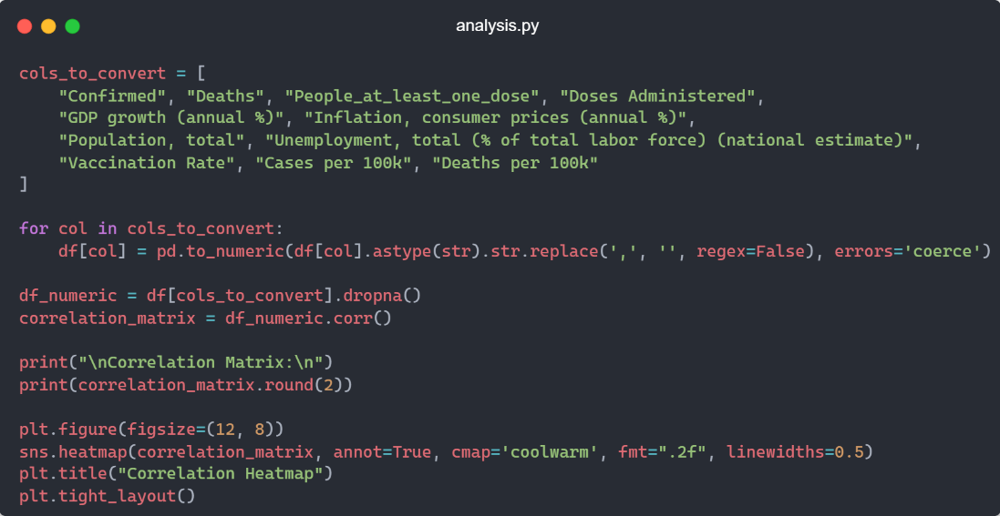 analysis.py
cols_to_convert = [
    "Confirmed", "Deaths", "People_at_least_one_dose", "Doses Administered",
    "GDP growth (annual %)", "Inflation, consumer prices (annual %)",
    "Population, total", "Unemployment, total (% of total labor force) (national estimate)",
    "Vaccination Rate", "Cases per 100k", "Deaths per 100k"
]
for col in cols_to_convert:
    df[col] = pd.to_numeric(df[col].astype(str).str.replace(',', '', regex=False), errors='coerce')
df_numeric = df[cols_to_convert].dropna()
correlation_matrix = df_numeric.corr()
print("\nCorrelation Matrix:\n")
print(correlation_matrix.round(2))
plt.figure(figsize=(12, 8))
sns.heatmap(correlation_matrix, annot=True, cmap='coolwarm', fmt=".2f", linewidths=0.5)
plt.title("Correlation Heatmap")
plt.tight_layout()